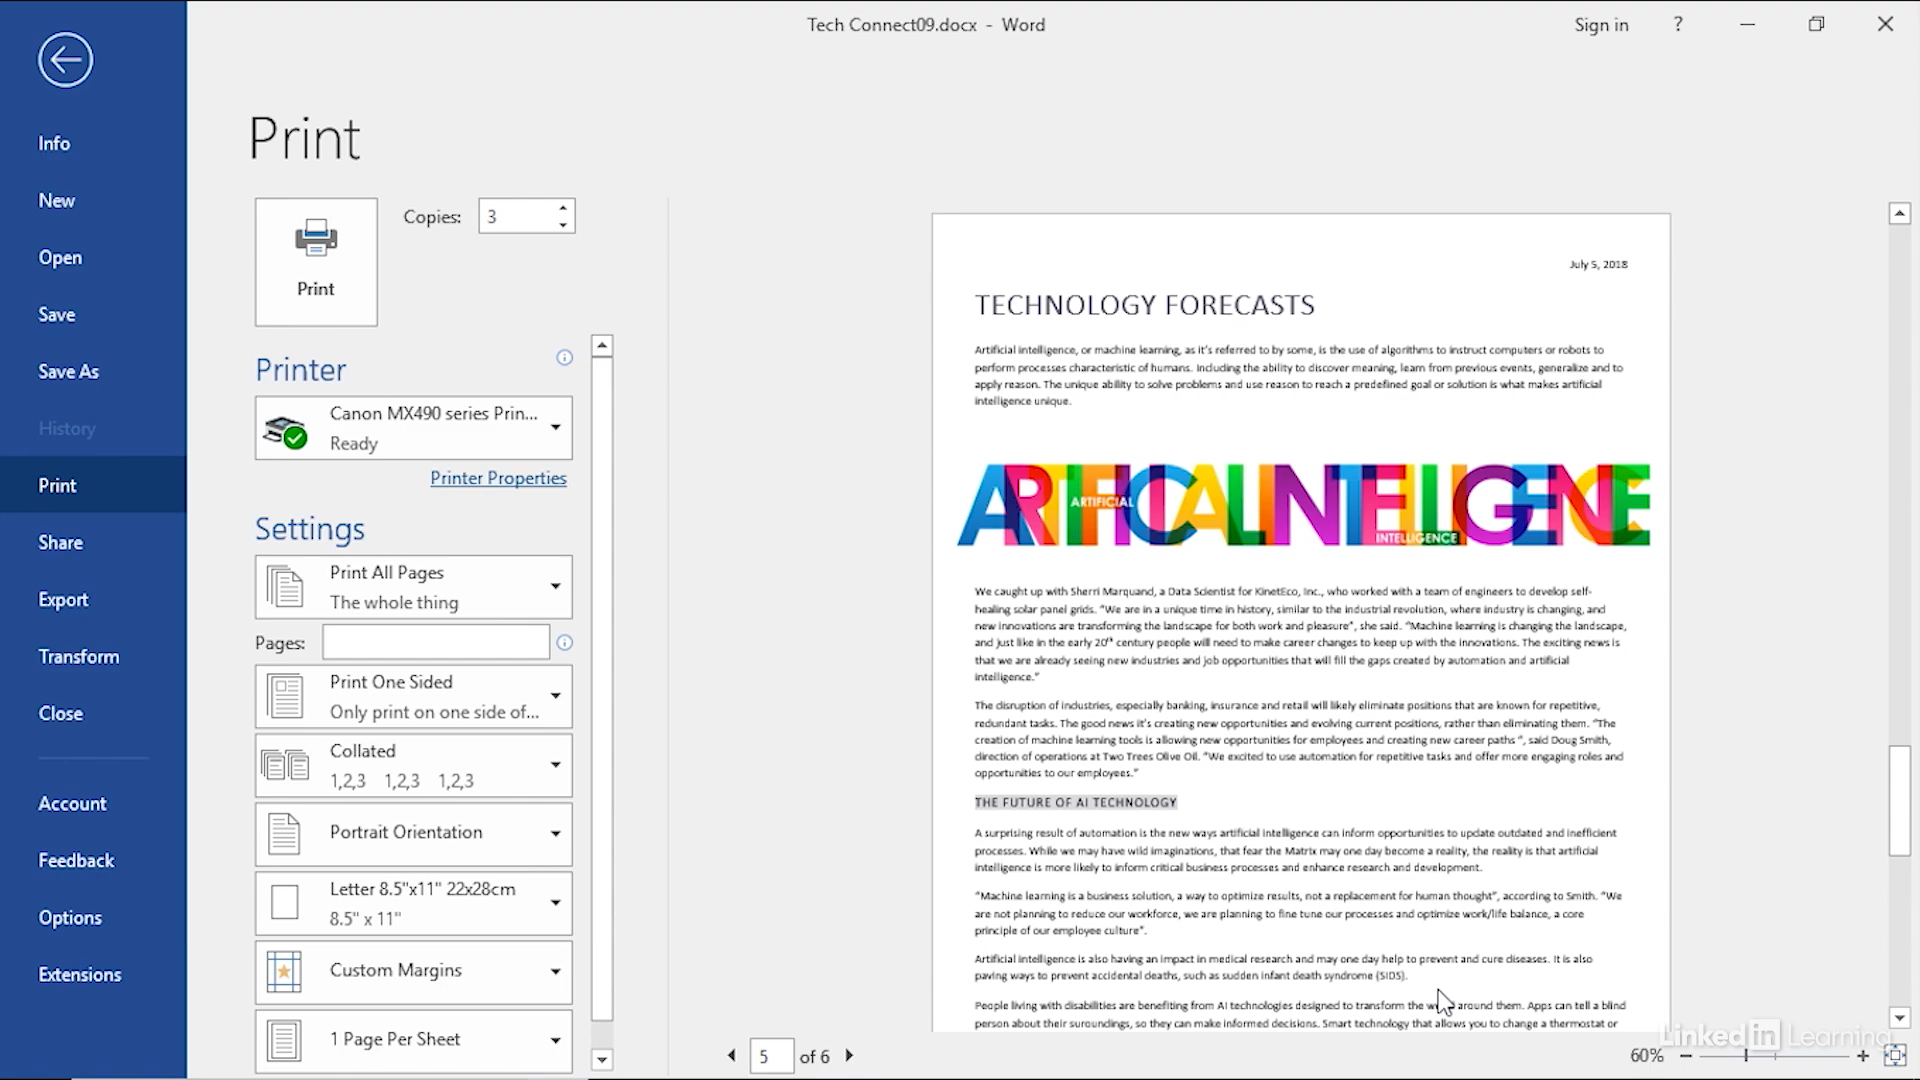 Tech Connect09.docx - Word
Sign in
?
Info
New
Open
Save
Save As
History
Print
Share
Export
Transform
Close
Account
Feedback
Options
Extensions
Print
Print
Copies: 3
Printer
Canon MX490 series Prin...
Ready
Printer Properties
Settings
Print All Pages
The whole thing
Pages:
Print One Sided
Only print on one side of...
Collated
1,2,3 1,2,3 1,2,3
Portrait Orientation
Letter 8.5"x11" 22x28cm
8.5" x 11"
Custom Margins
1 Page Per Sheet
July 5, 2018
TECHNOLOGY FORECASTS
Artificial intelligence, or machine learning, as it's referred to by some, is the use of algorithms to instruct computers or robots to
perform processes characteristic of humans. Including the ability to discover meaning, learn from previous events, generalize and to
apply reason. The unique ability to solve problems and use reason to reach a predefined goal or solution is what makes artificial
intelligence unique.
ARTIFICIAL INTELLIGENCE
ARTIFICIAL
INTELLIGENCE
We caught up with Sherri Marquand, a Data Scientist for KinetEco, Inc., who worked with a team of engineers to develop self-
healing solar panel grids. "We are in a unique time in history, similar to the industrial revolution, where industry is changing, and
new innovations are transforming the landscape for both work and pleasure", she said. "Machine learning is changing the landscape,
and just like in the early 20th century people will need to make career changes to keep up with the innovations. The exciting news is
that we are already seeing new industries and job opportunities that will fill the gaps created by automation and artificial
intelligence."
The disruption of industries, especially banking, insurance and retail will likely eliminate positions that are known for repetitive,
redundant tasks. The good news it's creating new opportunities and evolving current positions, rather than eliminating them. "The
creation of machine learning tools is allowing new opportunities for employees and creating new career paths ", said Doug Smith,
direction of operations at Two Trees Olive Oil. "We excited to use automation for repetitive tasks and offer more engaging roles and
opportunities to our employees."
THE FUTURE OF AI TECHNOLOGY
A surprising result of automation is the new ways artificial intelligence can inform opportunities to update outdated and inefficient
processes. While we may have wild imaginations, that fear the Matrix may one day become a reality, the reality is that artificial
intelligence is more likely to inform critical business processes and enhance research and development.
"Machine learning is a business solution, a way to optimize results, not a replacement for human thought", according to Smith. "We
are not planning to reduce our workforce, we are planning to fine tune our processes and optimize work/life balance, a core
principle of our employee culture".
Artificial intelligence is also having an impact in medical research and may one day help to prevent and cure diseases. It is also
paving ways to prevent accidental deaths, such as sudden infant death syndrome (SIDS).
People living with disabilities are benefiting from AI technologies designed to transform the around them. Apps can tell a blind
person about their suroundings, so they can make informed decisions. Smart technology that allows you to change a thermostat or
LinkedIn Learning
5 of 6
60%